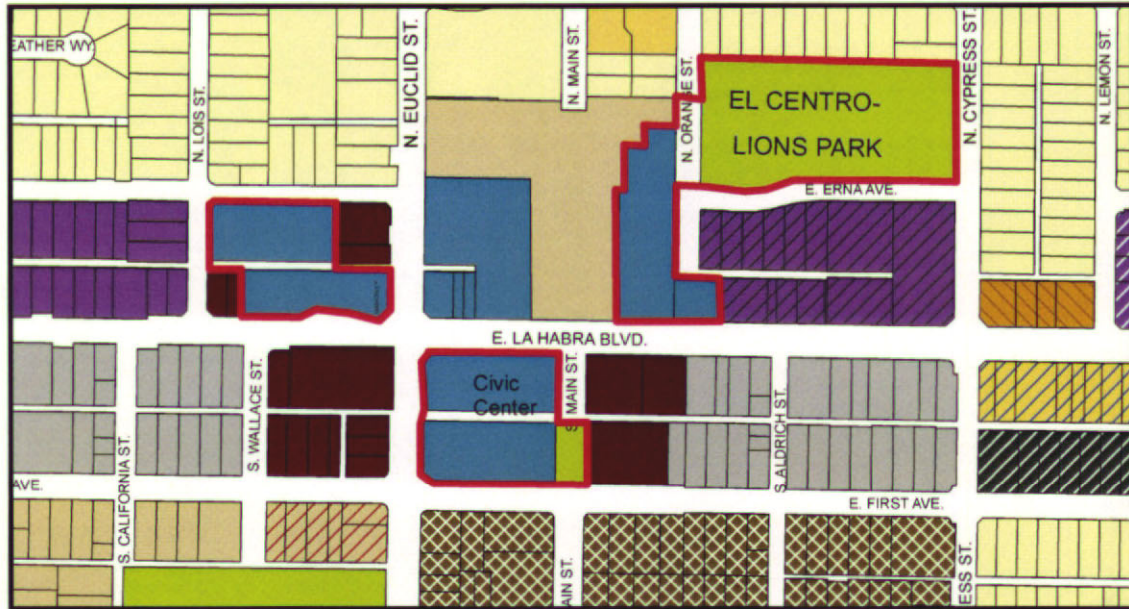 EATHER WY.
N. LOIS ST.
N. EUCLID ST.
N. MAIN ST.
N. ORANGE ST.
N. CYPRESS ST.
N. LEMON ST.
EL CENTRO-
LIONS PARK
E. ERNA AVE.
E. LA HABRA BLVD.
Civic
Center
S. MAIN ST.
S. WALLACE ST.
S. CALIFORNIA ST.
S. ALDRICH ST.
AVE.
E. FIRST AVE.
AIN ST.
ESS ST.